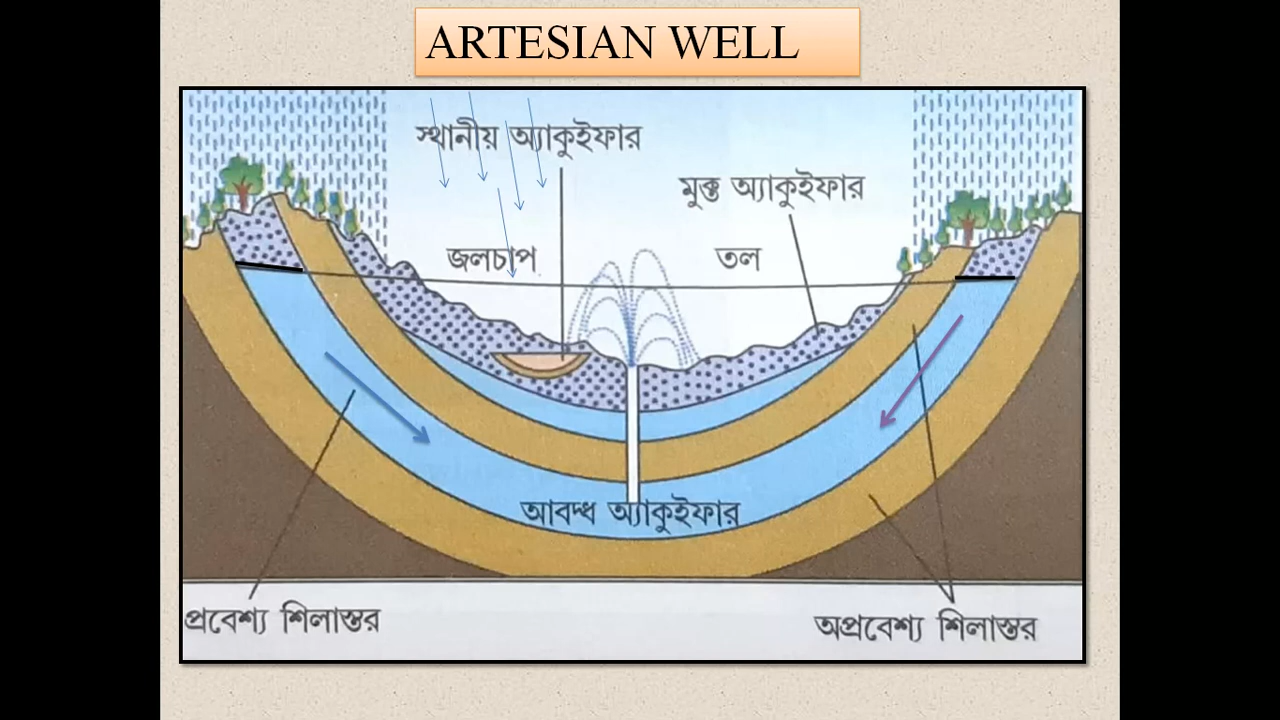 ARTESIAN WELL
স্থানীয় অ্যাকুইফার
মুক্ত অ্যাকুইফার
জলচাপ তল
আবদ্ধ অ্যাকুইফার
প্রবেশ্য শিলাস্তর
অপ্রবেশ্য শিলাস্তর